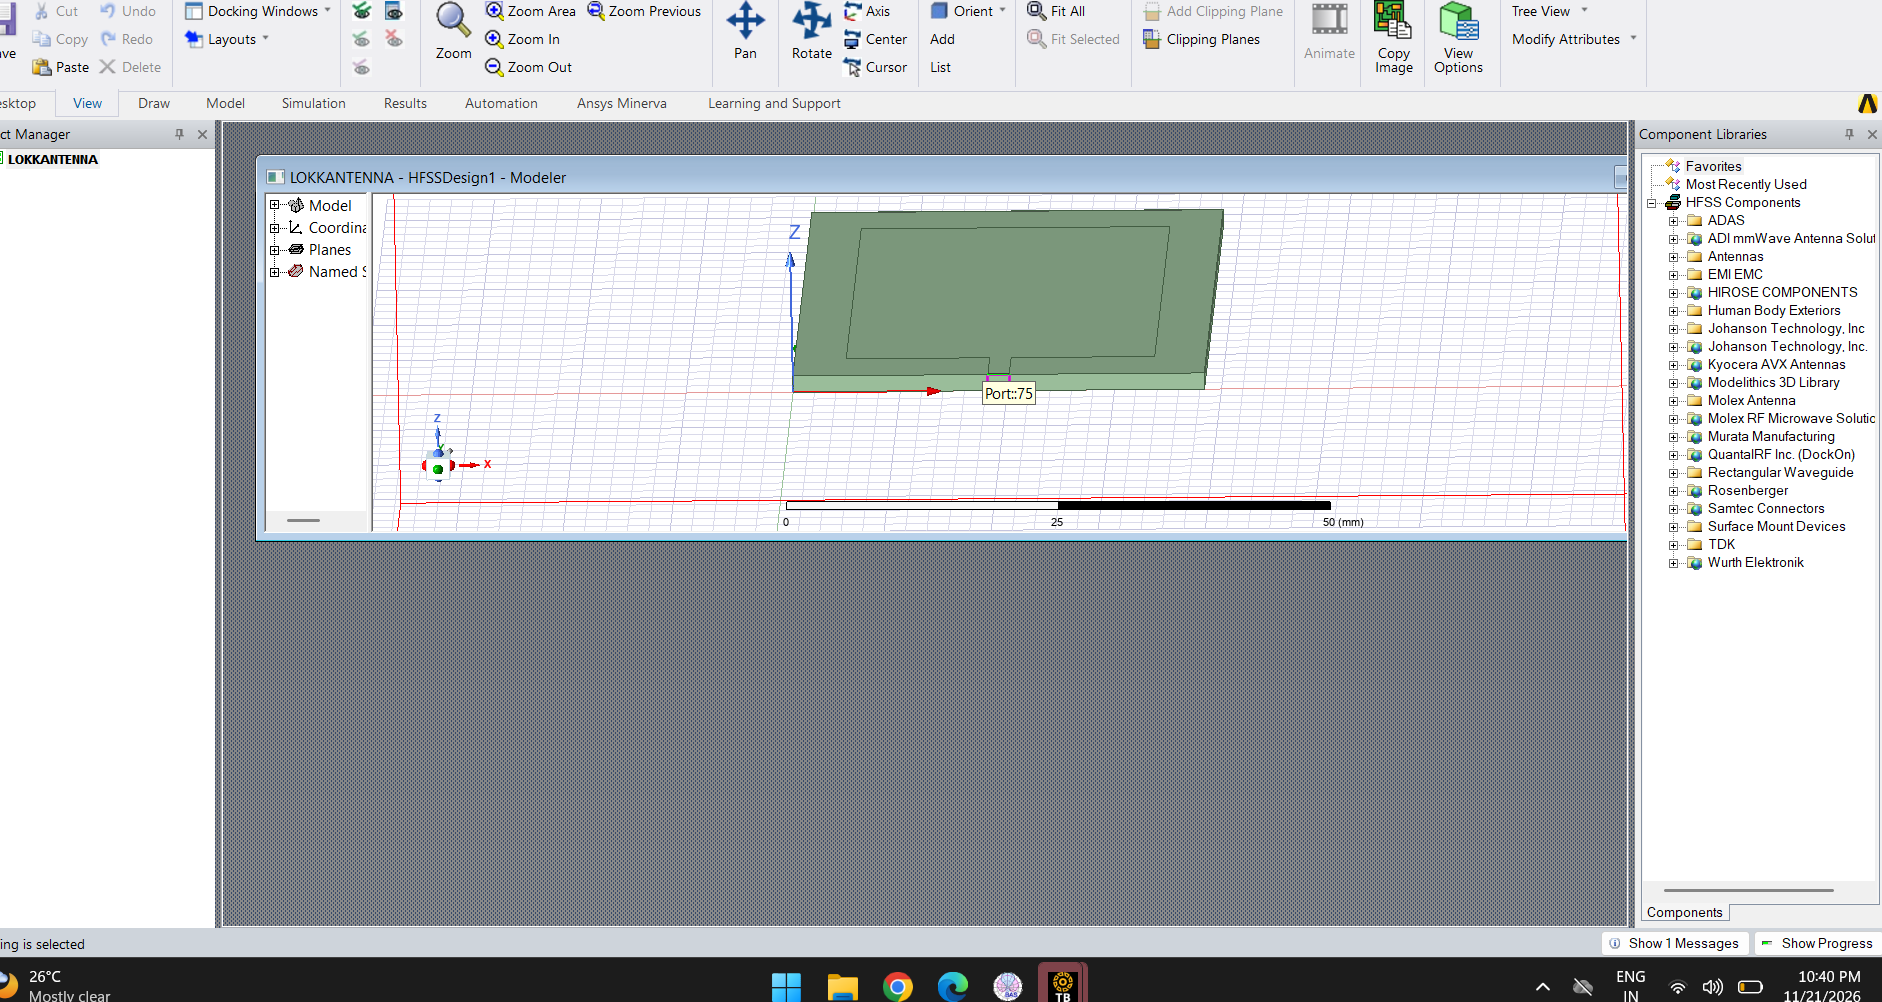 Cut
Undo
Docking Windows
Zoom Area
Zoom Previous
Axis
Orient
Fit All
Add Clipping Plane
Tree View
ve
Copy
Redo
Layouts
Zoom
Zoom In
Pan
Rotate
Center
Add
Fit Selected
Clipping Planes
Animate
Copy
Image
View
Options
Modify Attributes
Paste
Delete
Zoom Out
Cursor
List
esktop
View
Draw
Model
Simulation
Results
Automation
Ansys Minerva
Learning and Support
ct Manager
LOKKANTENNA
LOKKANTENNA - HFSSDesign1 - Modeler
Model
Coordina
Planes
Named S
Z
Port::75
Z
X
0
25
50 (mm)
Component Libraries
Favorites
Most Recently Used
HFSS Components
ADAS
ADI mmWave Antenna Solut
Antennas
EMI EMC
HIROSE COMPONENTS
Human Body Exteriors
Johanson Technology, Inc
Johanson Technology, Inc.
Kyocera AVX Antennas
Modelithics 3D Library
Molex Antenna
Molex RF Microwave Solutic
Murata Manufacturing
QuantalRF Inc. (DockOn)
Rectangular Waveguide
Rosenberger
Samtec Connectors
Surface Mount Devices
TDK
Wurth Elektronik
Components
ing is selected
Show 1 Messages
Show Progress
26°C
Mostly clear
BAS
TB
ENG
IN
10:40 PM
11/21/2026